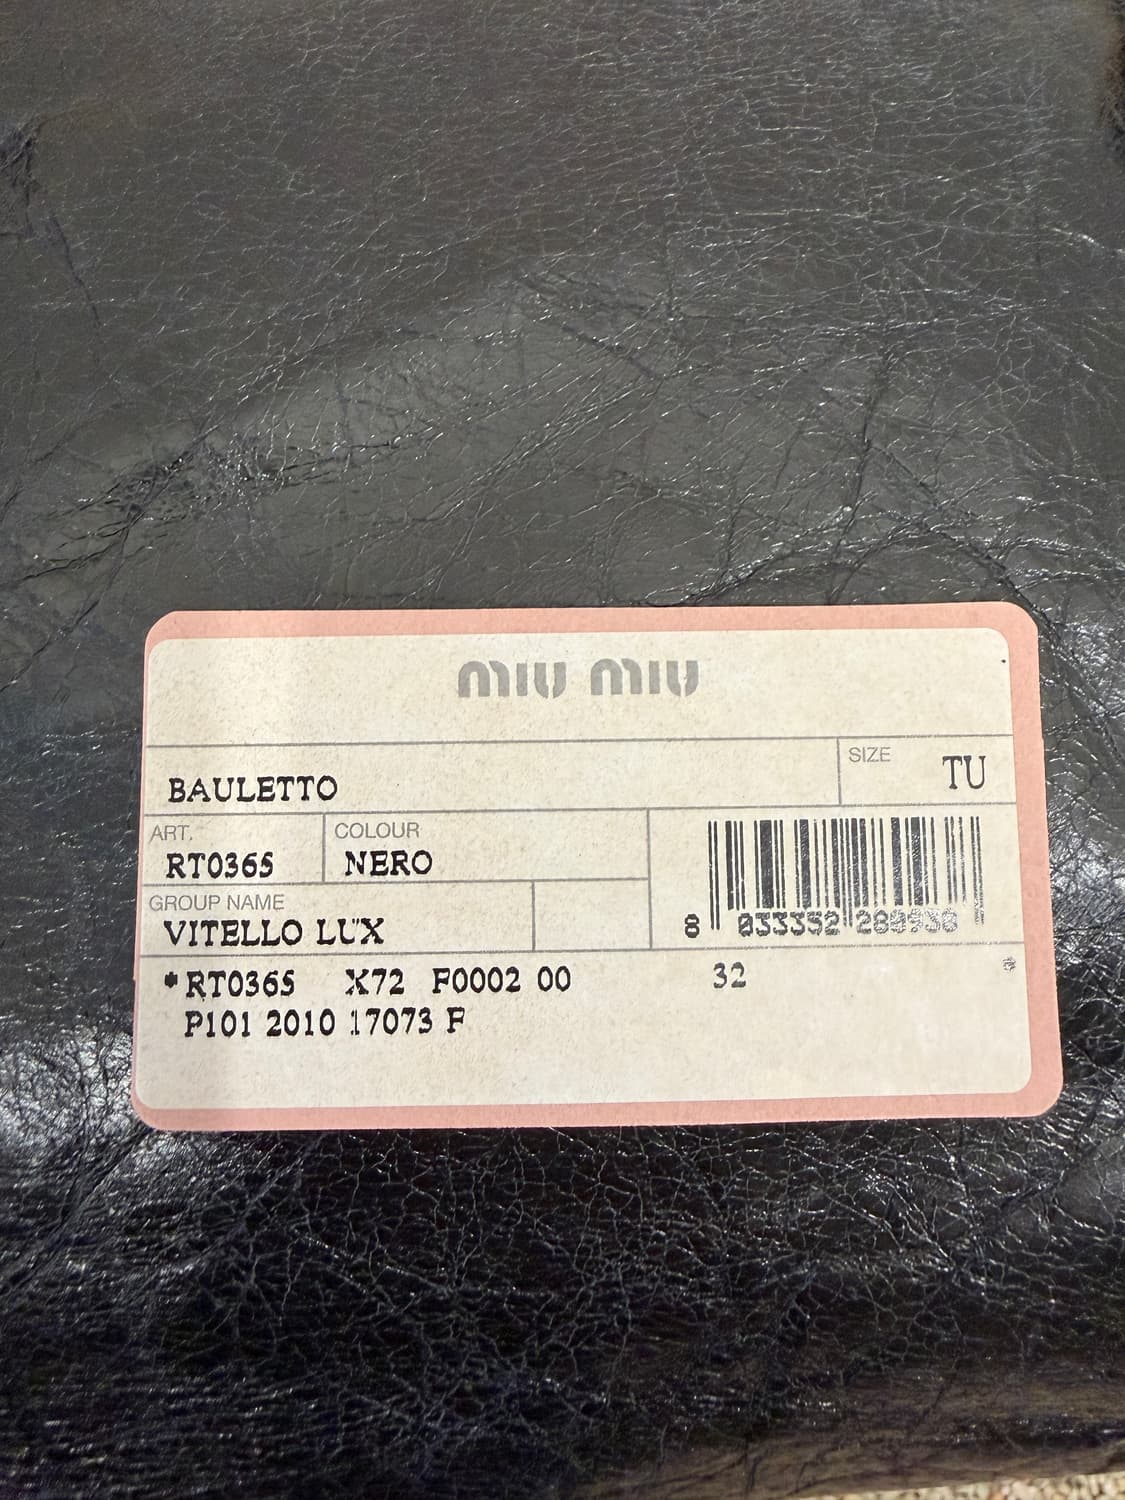 miu miu
BAULETTO
SIZE TU
ART. COLOUR
RT0365 NERO
GROUP NAME
VITELLO LUX
8
*RT0365 X72 F0002 00 32
P101 2010 17073 F